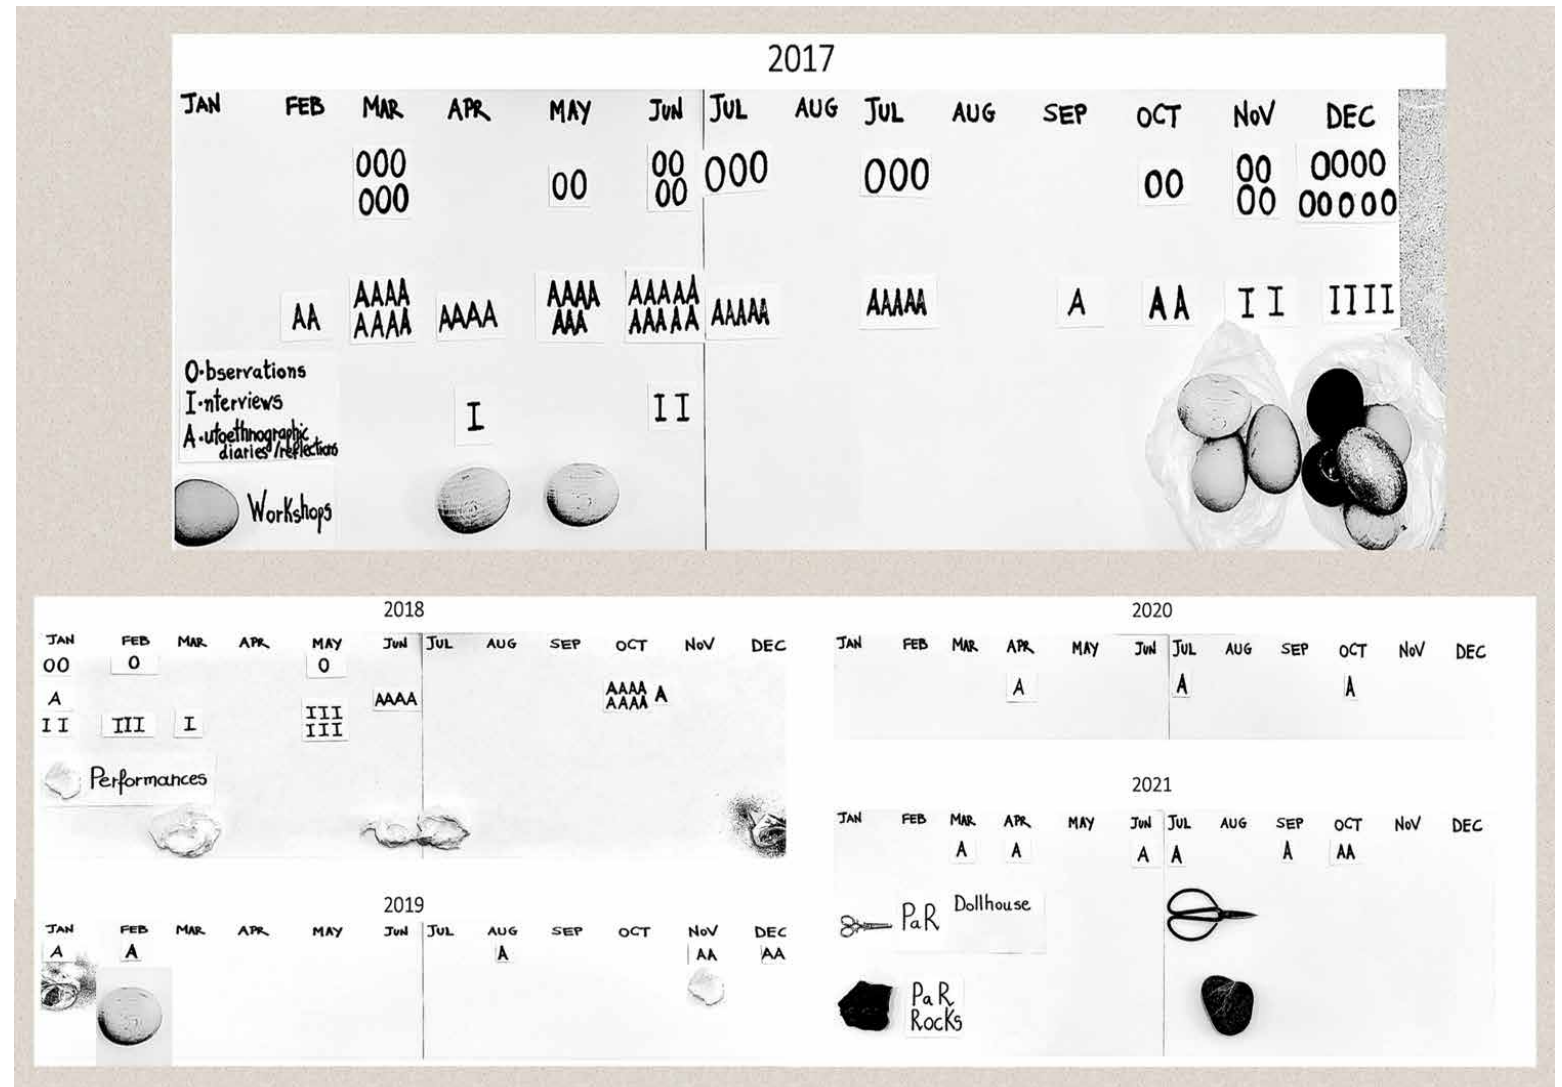 2017
JAN FEB MAR APR MAY JUN JUL AUG JUL AUG SEP OCT NOV DEC
000 00 00 000 000 00 00 0000
000 00 00 00000
AA AAAA AAAA AAAA AAAAA AAAAA AAAAA A AA II IIII
AAAA AAA AAAAA
O·bservations
I·nterviews
A·utoethnographic
diaries/reflections
I II
Workshops
2018
JAN FEB MAR APR MAY JUN JUL AUG SEP OCT NOV DEC
00 0 0
A AAAA AAAA A
AAAA
II III I III
III
Performances
2019
JAN FEB MAR APR MAY JUN JUL AUG SEP OCT NOV DEC
A A A AA AA
2020
JAN FEB MAR APR MAY JUN JUL AUG SEP OCT NOV DEC
A A A
2021
JAN FEB MAR APR MAY JUN JUL AUG SEP OCT NOV DEC
A A A A A AA
PaR Dollhouse
PaR
Rocks